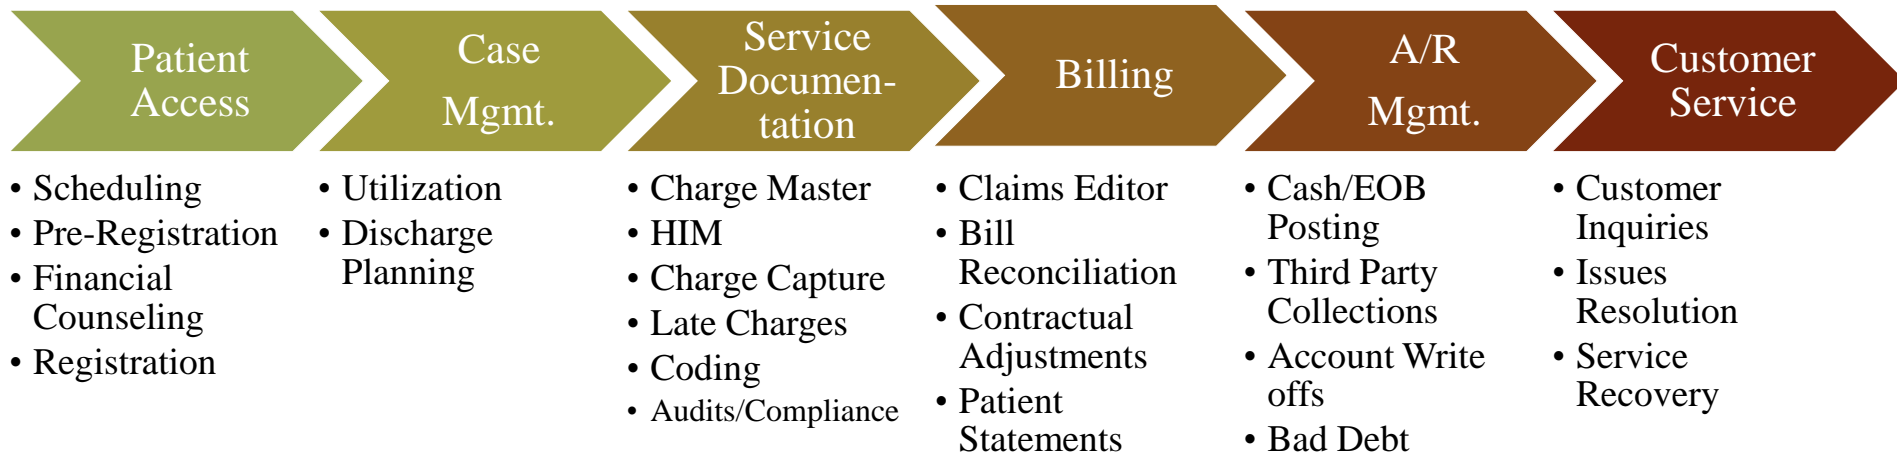 Patient
Access
Case
Mgmt.
Service
Documen-
tation
Billing
A/R
Mgmt.
Customer
Service
• Scheduling
• Pre-Registration
• Financial
Counseling
• Registration
• Utilization
• Discharge
Planning
• Charge Master
• HIM
• Charge Capture
• Late Charges
• Coding
• Audits/Compliance
• Claims Editor
• Bill
Reconciliation
• Contractual
Adjustments
• Patient
Statements
• Cash/EOB
Posting
• Third Party
Collections
• Account Write
offs
• Bad Debt
• Customer
Inquiries
• Issues
Resolution
• Service
Recovery